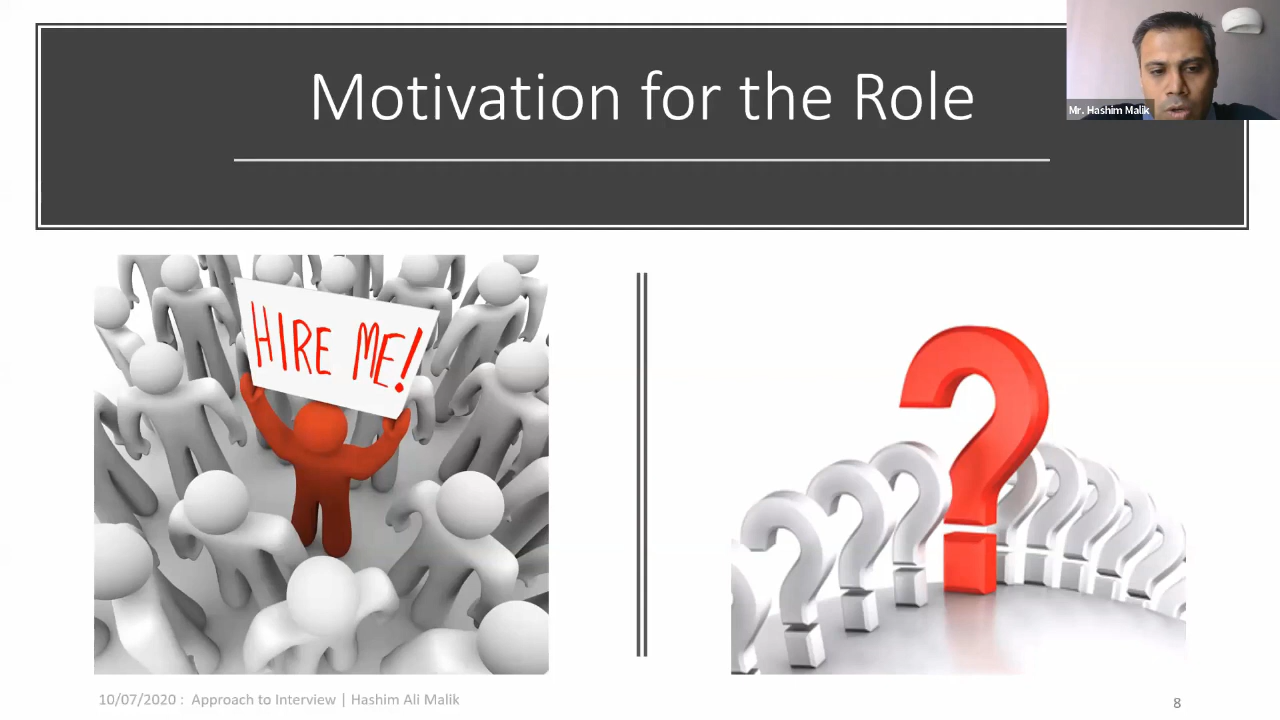 Motivation for the Role
Mr. Hashim Malik
HIRE ME!
10/07/2020 : Approach to Interview | Hashim Ali Malik
8